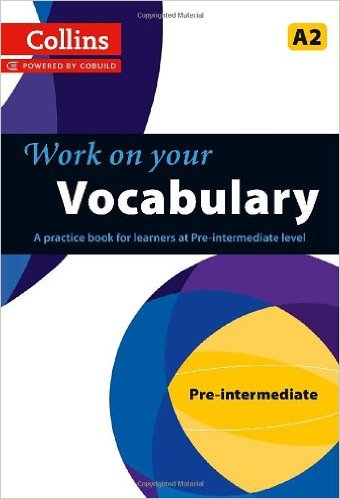 Collins
POWERED BY COBUILD
A2
Work on your
Vocabulary
A practice book for learners at Pre-intermediate level
Pre-intermediate